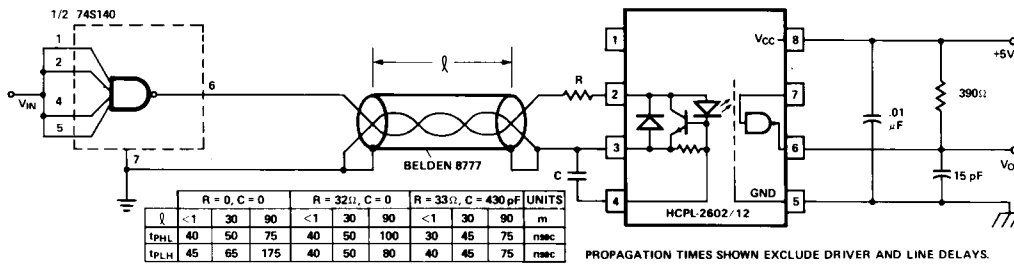 1/2 74S140
1
2
4
5
VIN
6
7
ℓ
BELDEN 8777
R
C
1
2
3
4
VCC
8
7
6
GND
5
HCPL-2602/12
+5V
390Ω
.01 µF
VO
15 pF
R = 0, C = 0 R = 32Ω, C = 0 R = 33Ω, C = 430 pF UNITS
ℓ <1 30 90 <1 30 90 <1 30 90 m
tPHL 40 50 75 40 50 100 30 45 75 nsec
tPLH 45 65 175 40 50 80 40 45 75 nsec
PROPAGATION TIMES SHOWN EXCLUDE DRIVER AND LINE DELAYS.